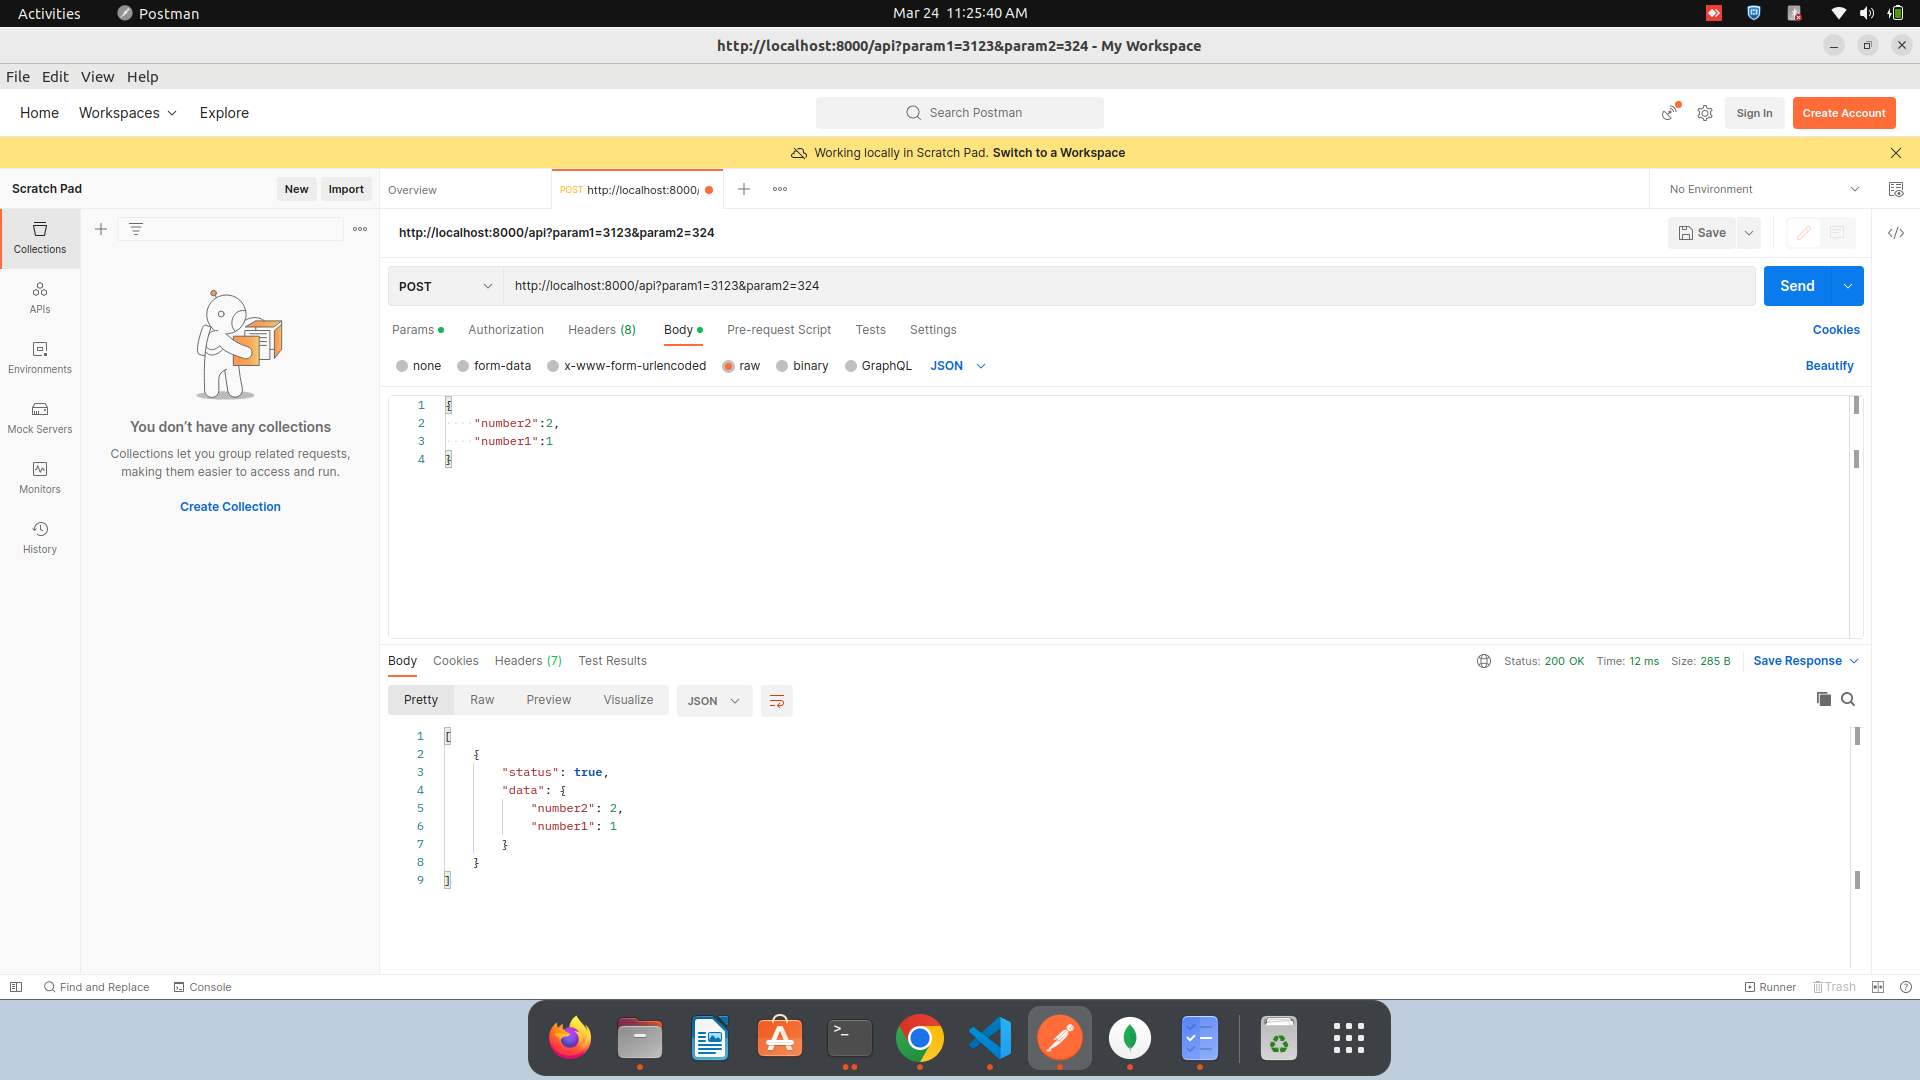 Activities Postman Mar 24 11:25:40 AM
http://localhost:8000/api?param1=3123&param2=324 - My Workspace
File Edit View Help
Home Workspaces Explore Search Postman Sign In Create Account
Working locally in Scratch Pad. Switch to a Workspace
Scratch Pad New Import Overview POST http://localhost:8000/ No Environment
http://localhost:8000/api?param1=3123&param2=324 Save
POST http://localhost:8000/api?param1=3123&param2=324 Send
Params Authorization Headers (8) Body Pre-request Script Tests Settings Cookies
none form-data x-www-form-urlencoded raw binary GraphQL JSON Beautify
Collections
APIs
Environments
Mock Servers
Monitors
History
You don’t have any collections
Collections let you group related requests,
making them easier to access and run.
Create Collection
1 {
2 "number2":2,
3 "number1":1
4 }
Body Cookies Headers (7) Test Results Status: 200 OK Time: 12 ms Size: 285 B Save Response
Pretty Raw Preview Visualize JSON
1 [
2 {
3 "status": true,
4 "data": {
5 "number2": 2,
6 "number1": 1
7 }
8 }
9 ]
Find and Replace Console Runner Trash